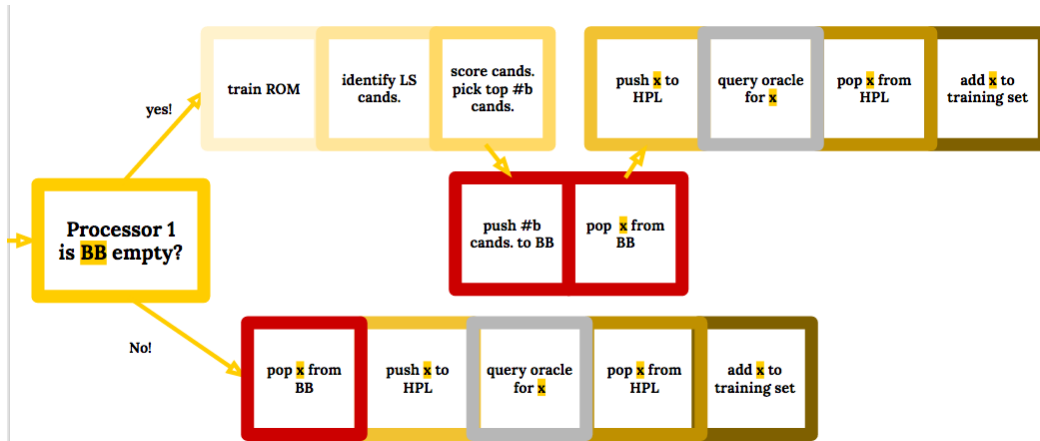 yes!
train ROM
identify LS
cands.
score cands.
pick top #b
cands.
push x to
HPL
query oracle
for x
pop x from
HPL
add x to
training set
push #b
cands. to BB
pop x from
BB
Processor 1
is BB empty?
No!
pop x from
BB
push x to
HPL
query oracle
for x
pop x from
HPL
add x to
training set